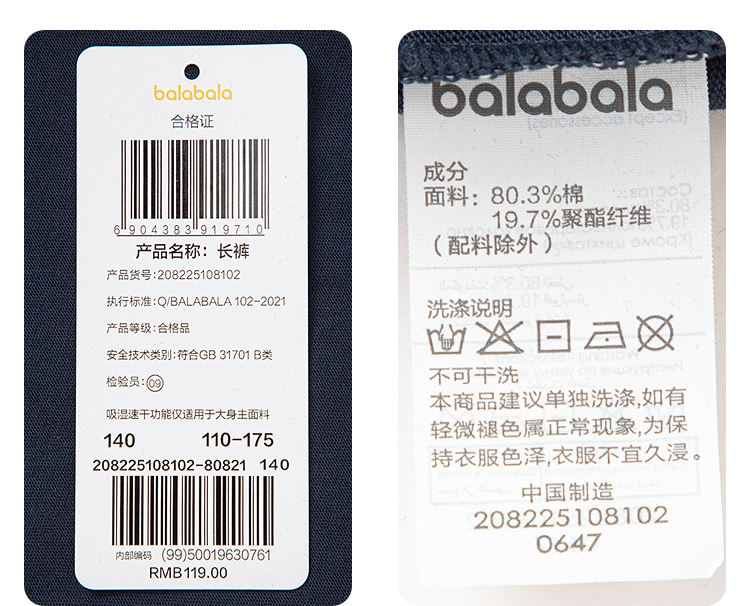 balabala
合格证
6 904383 919710
产品名称：长裤
产品货号：208225108102
执行标准：Q/BALABALA 102-2021
产品等级：合格品
安全技术类别：符合GB 31701 B类
检验员：09
吸湿速干功能仅适用于大身主面料
140 110-175
208225108102-80821 140
内部编码 (99)50019630761
RMB119.00
balabala
成分
面料：80.3%棉
19.7%聚酯纤维
（配料除外）
洗涤说明
不可干洗
本商品建议单独洗涤,如有
轻微褪色属正常现象,为保
持衣服色泽,衣服不宜久浸。
中国制造
208225108102
0647